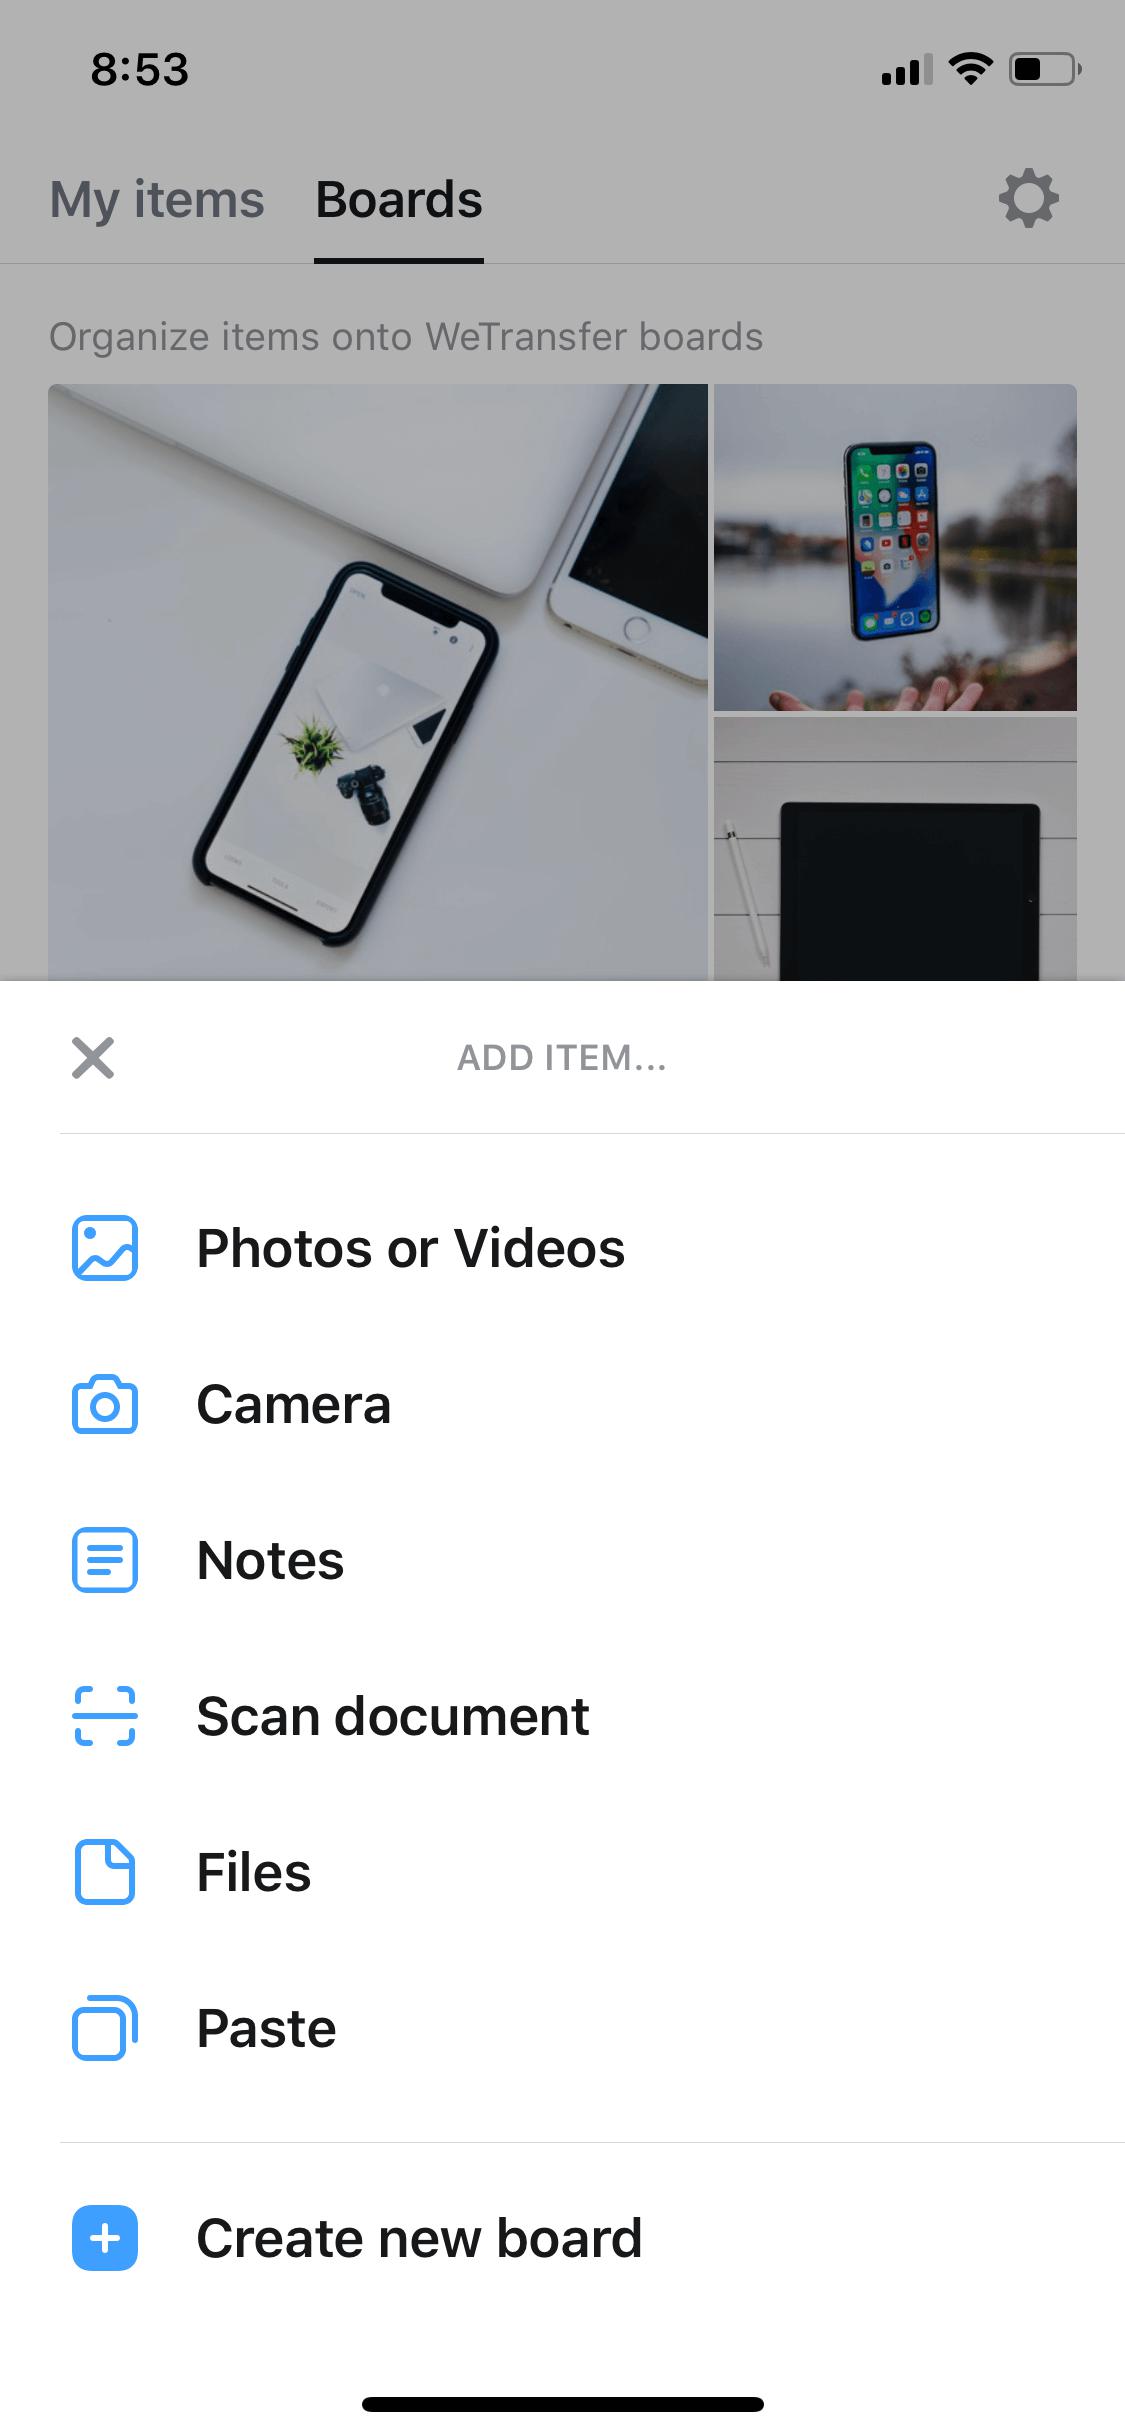 8:53
My items
Boards
Organize items onto WeTransfer boards
ADD ITEM...
Photos or Videos
Camera
Notes
Scan document
Files
Paste
Create new board